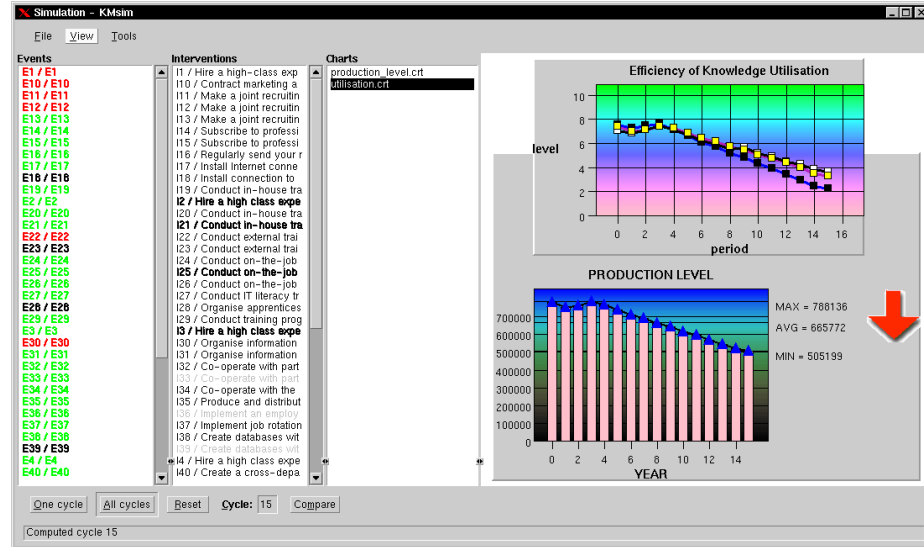 Simulation - KMsim
File View Tools
Events
E1 / E1
E10 / E10
E11 / E11
E12 / E12
E13 / E13
E14 / E14
E15 / E15
E16 / E16
E17 / E17
E18 / E18
E19 / E19
E2 / E2
E20 / E20
E21 / E21
E22 / E22
E23 / E23
E24 / E24
E25 / E25
E26 / E26
E27 / E27
E28 / E28
E29 / E29
E3 / E3
E30 / E30
E31 / E31
E32 / E32
E33 / E33
E34 / E34
E35 / E35
E36 / E36
E37 / E37
E38 / E38
E39 / E39
E4 / E4
E40 / E40
Interventions
I1 / Hire a high-class exp
I10 / Contract marketing a
I11 / Make a joint recruitin
I12 / Make a joint recruitin
I13 / Make a joint recruitin
I14 / Subscribe to professi
I15 / Subscribe to professi
I16 / Regularly send your r
I17 / Install Internet conne
I18 / Install connection to
I19 / Conduct in-house tra
I2 / Hire a high class expe
I20 / Conduct in-house tra
I21 / Conduct in-house tra
I22 / Conduct external trai
I23 / Conduct external trai
I24 / Conduct on-the-job
I25 / Conduct on-the-job
I26 / Conduct on-the-job
I27 / Conduct IT literacy tr
I28 / Organise apprentices
I29 / Conduct training prog
I3 / Hire a high class expe
I30 / Organise information
I31 / Organise information
I32 / Co-operate with part
I33 / Co-operate with part
I34 / Co-operate with the
I35 / Produce and distribut
I36 / Implement an employ
I37 / Implement job rotation
I38 / Create databases wit
I39 / Create databases wit
I4 / Hire a high class expe
I40 / Create a cross-depa
Charts
production_level.crt
utilisation.crt
Efficiency of Knowledge Utilisation
10
8
6
4
2
0
level
0 2 4 6 8 10 12 14 16
period
PRODUCTION LEVEL
700000
600000
500000
400000
300000
200000
100000
0
MAX = 788136
AVG = 665772
MIN = 505199
0 2 4 6 8 10 12 14
YEAR
One cycle All cycles Reset Cycle: 15 Compare
Computed cycle 15